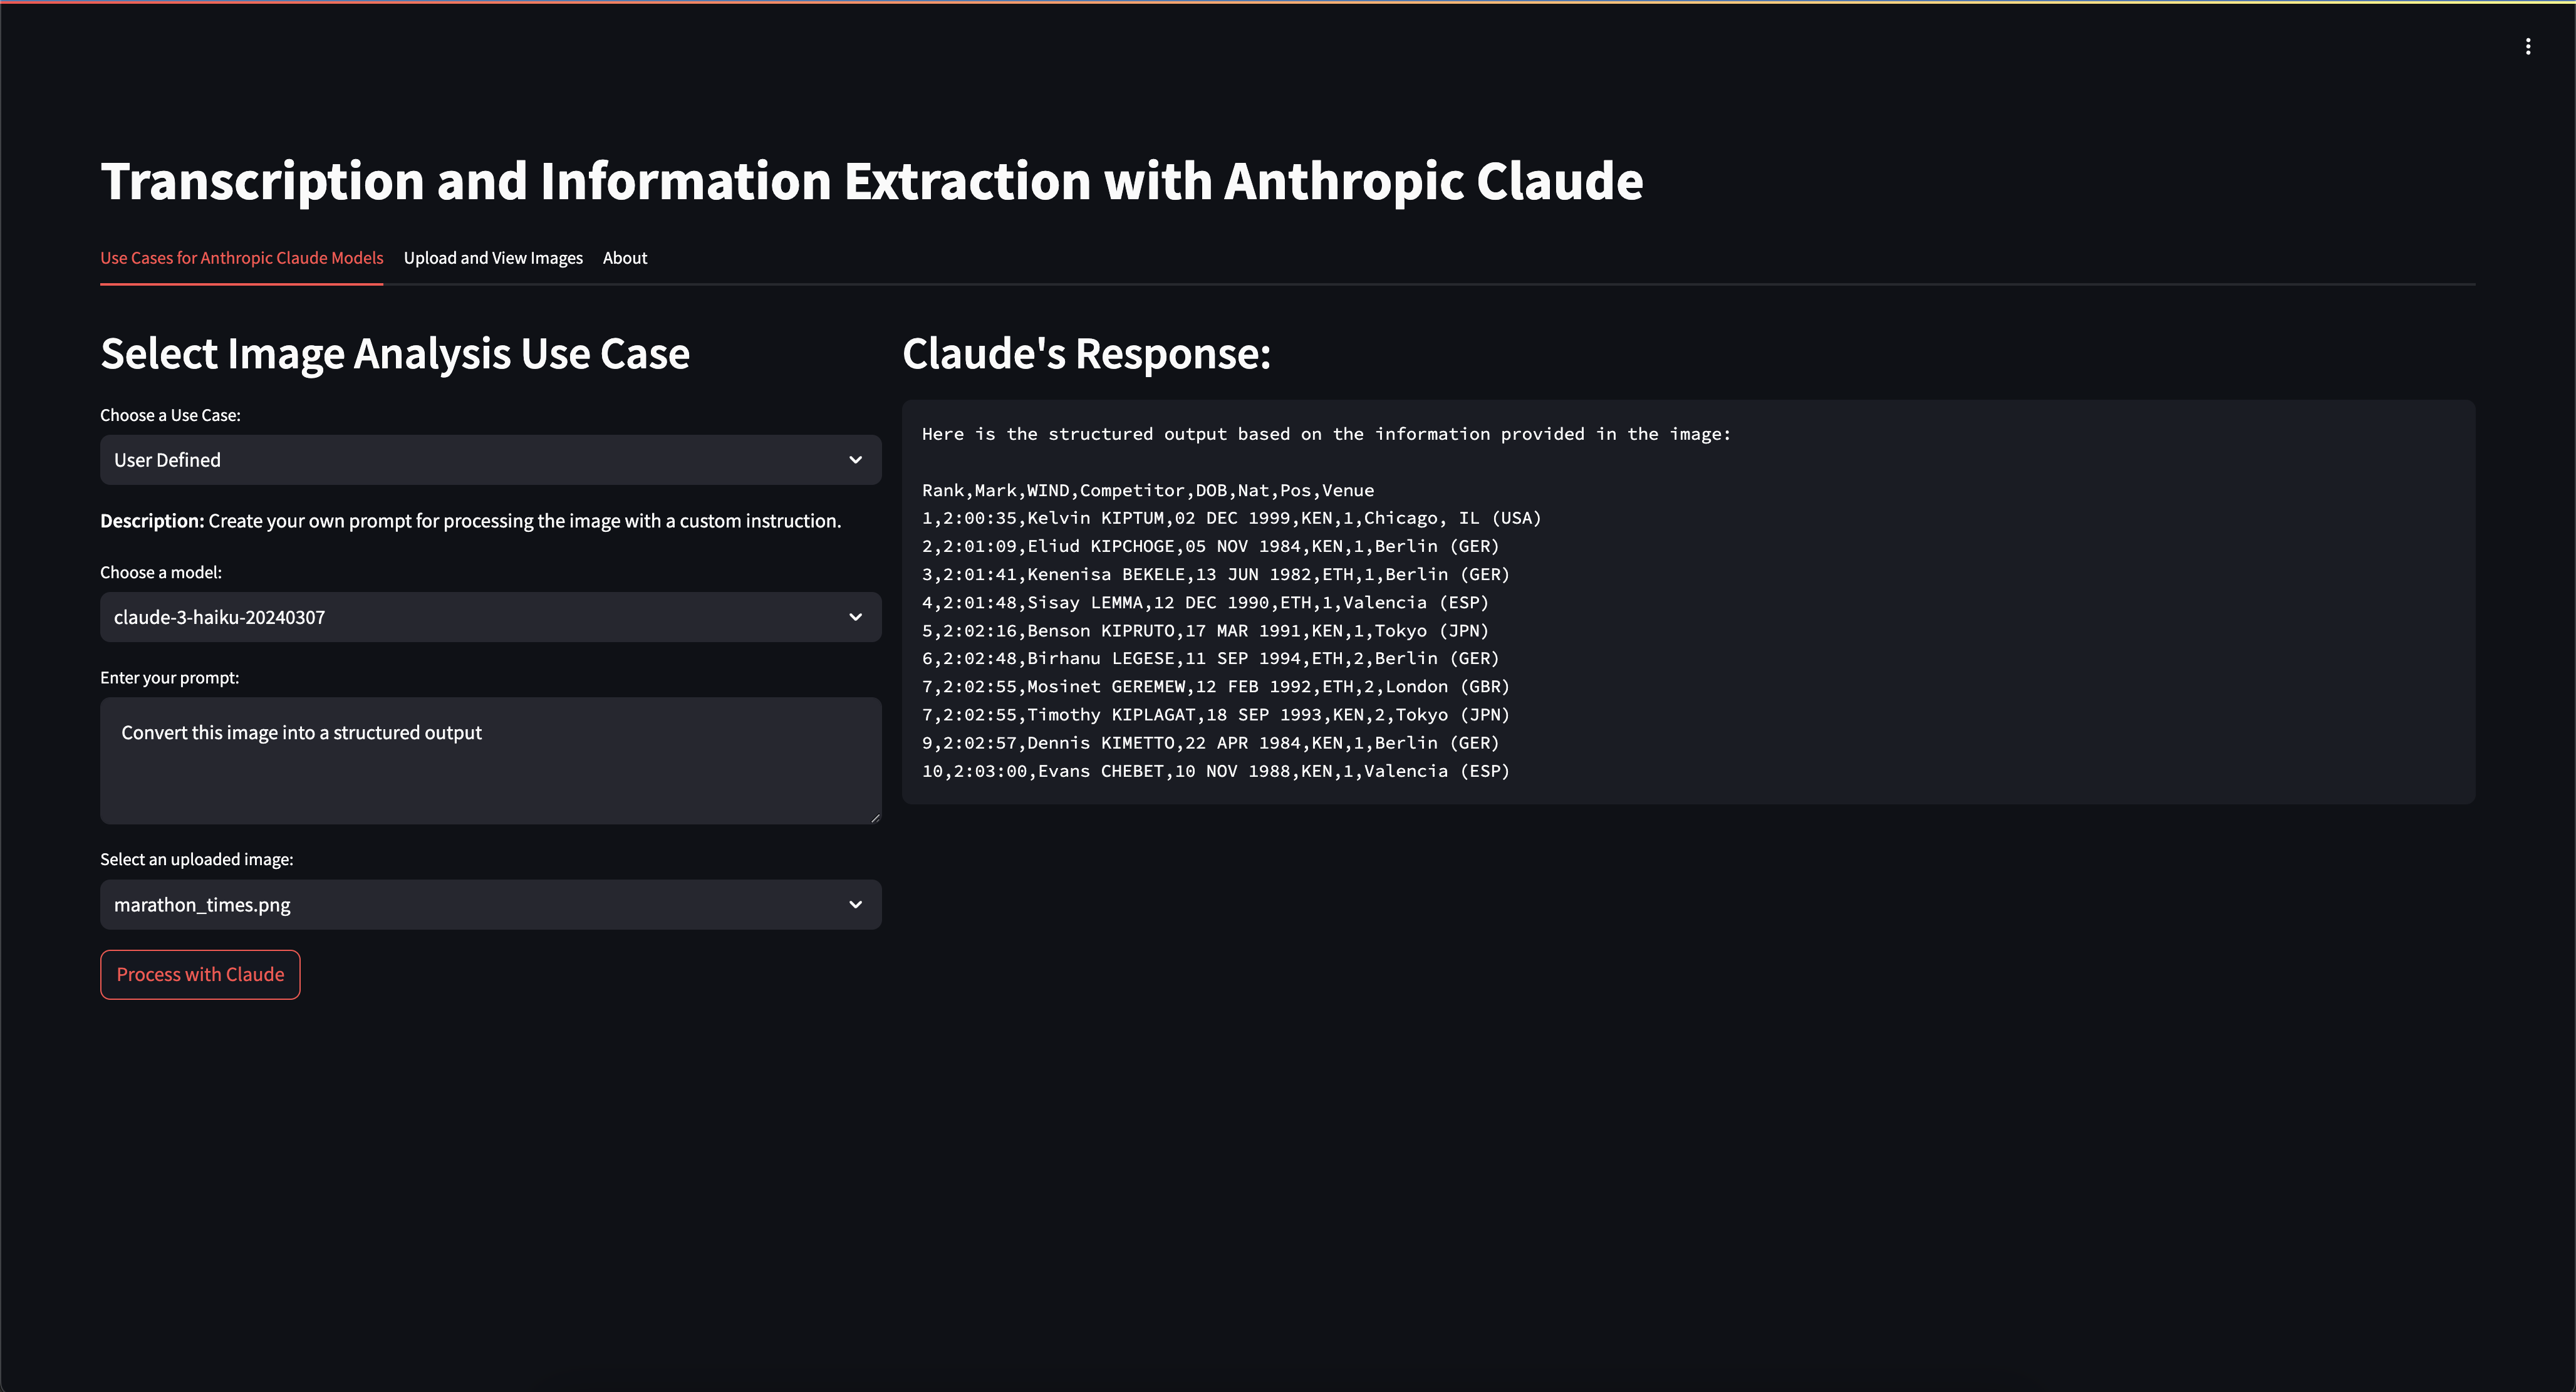 Transcription and Information Extraction with Anthropic Claude
Use Cases for Anthropic Claude Models
Upload and View Images
About
Select Image Analysis Use Case
Choose a Use Case:
User Defined
Description: Create your own prompt for processing the image with a custom instruction.
Choose a model:
claude-3-haiku-20240307
Enter your prompt:
Convert this image into a structured output
Select an uploaded image:
marathon_times.png
Process with Claude
Claude's Response:
Here is the structured output based on the information provided in the image:
Rank,Mark,WIND,Competitor,DOB,Nat,Pos,Venue
1,2:00:35,Kelvin KIPTUM,02 DEC 1999,KEN,1,Chicago, IL (USA)
2,2:01:09,Eliud KIPCHOGE,05 NOV 1984,KEN,1,Berlin (GER)
3,2:01:41,Kenenisa BEKELE,13 JUN 1982,ETH,1,Berlin (GER)
4,2:01:48,Sisay LEMMA,12 DEC 1990,ETH,1,Valencia (ESP)
5,2:02:16,Benson KIPRUTO,17 MAR 1991,KEN,1,Tokyo (JPN)
6,2:02:48,Birhanu LEGESE,11 SEP 1994,ETH,2,Berlin (GER)
7,2:02:55,Mosinet GEREMEW,12 FEB 1992,ETH,2,London (GBR)
7,2:02:55,Timothy KIPLAGAT,18 SEP 1993,KEN,2,Tokyo (JPN)
9,2:02:57,Dennis KIMETTO,22 APR 1984,KEN,1,Berlin (GER)
10,2:03:00,Evans CHEBET,10 NOV 1988,KEN,1,Valencia (ESP)